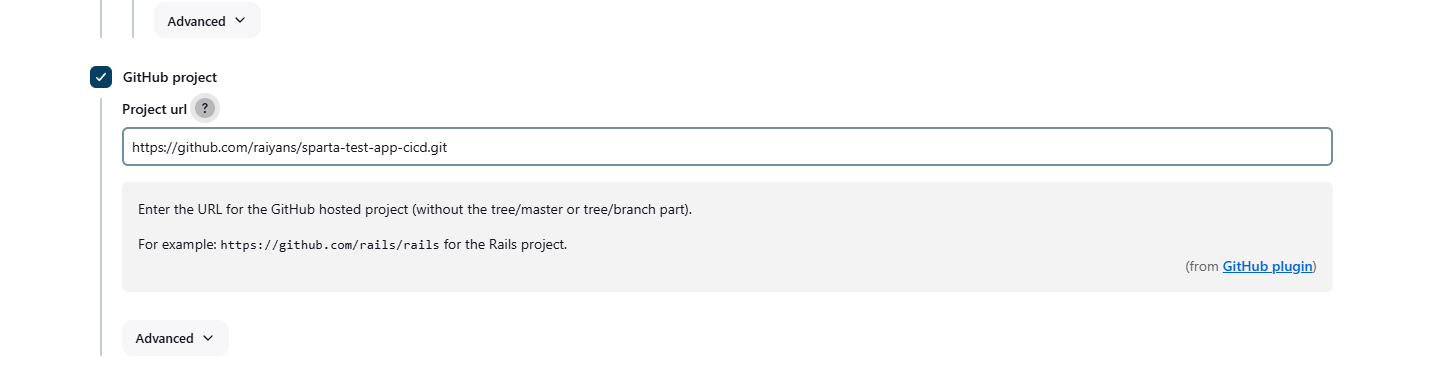 Advanced
GitHub project
Project url ?
https://github.com/raiyans/sparta-test-app-cicd.git
Enter the URL for the GitHub hosted project (without the tree/master or tree/branch part).
For example: https://github.com/rails/rails for the Rails project.
(from GitHub plugin)
Advanced